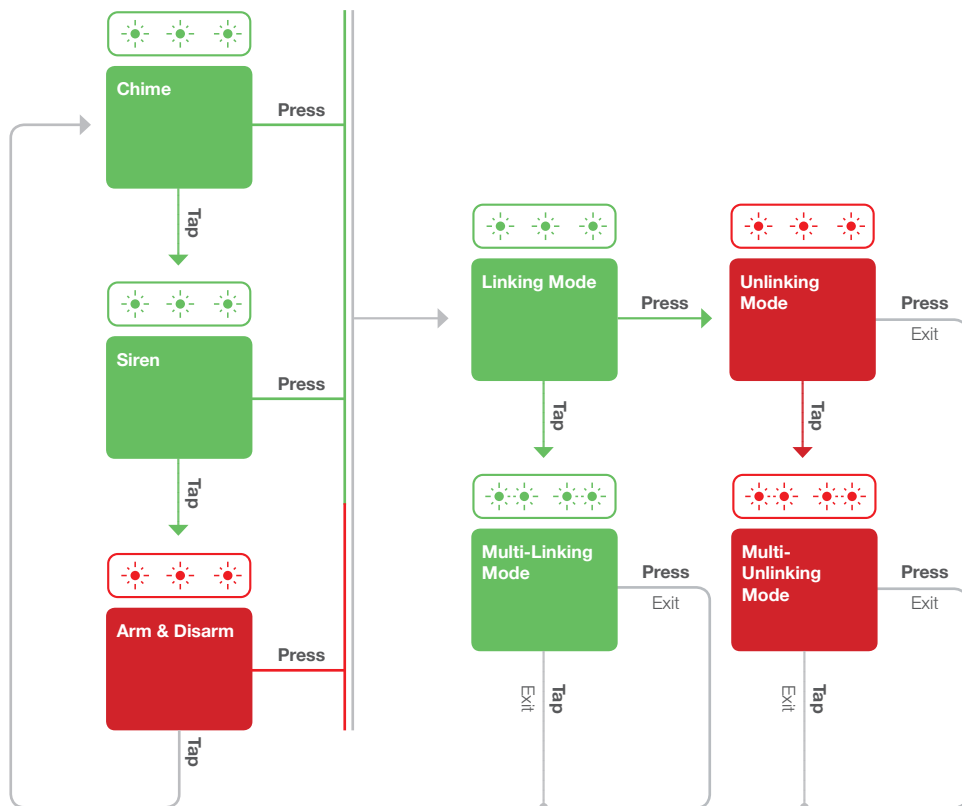 Chime
Press
Tap
Siren
Press
Tap
Arm & Disarm
Press
Tap
Linking Mode
Press
Tap
Unlinking
Mode
Press
Exit
Tap
Multi-Linking
Mode
Press
Exit
Tap
Exit
Multi-
Unlinking
Mode
Press
Exit
Tap
Exit